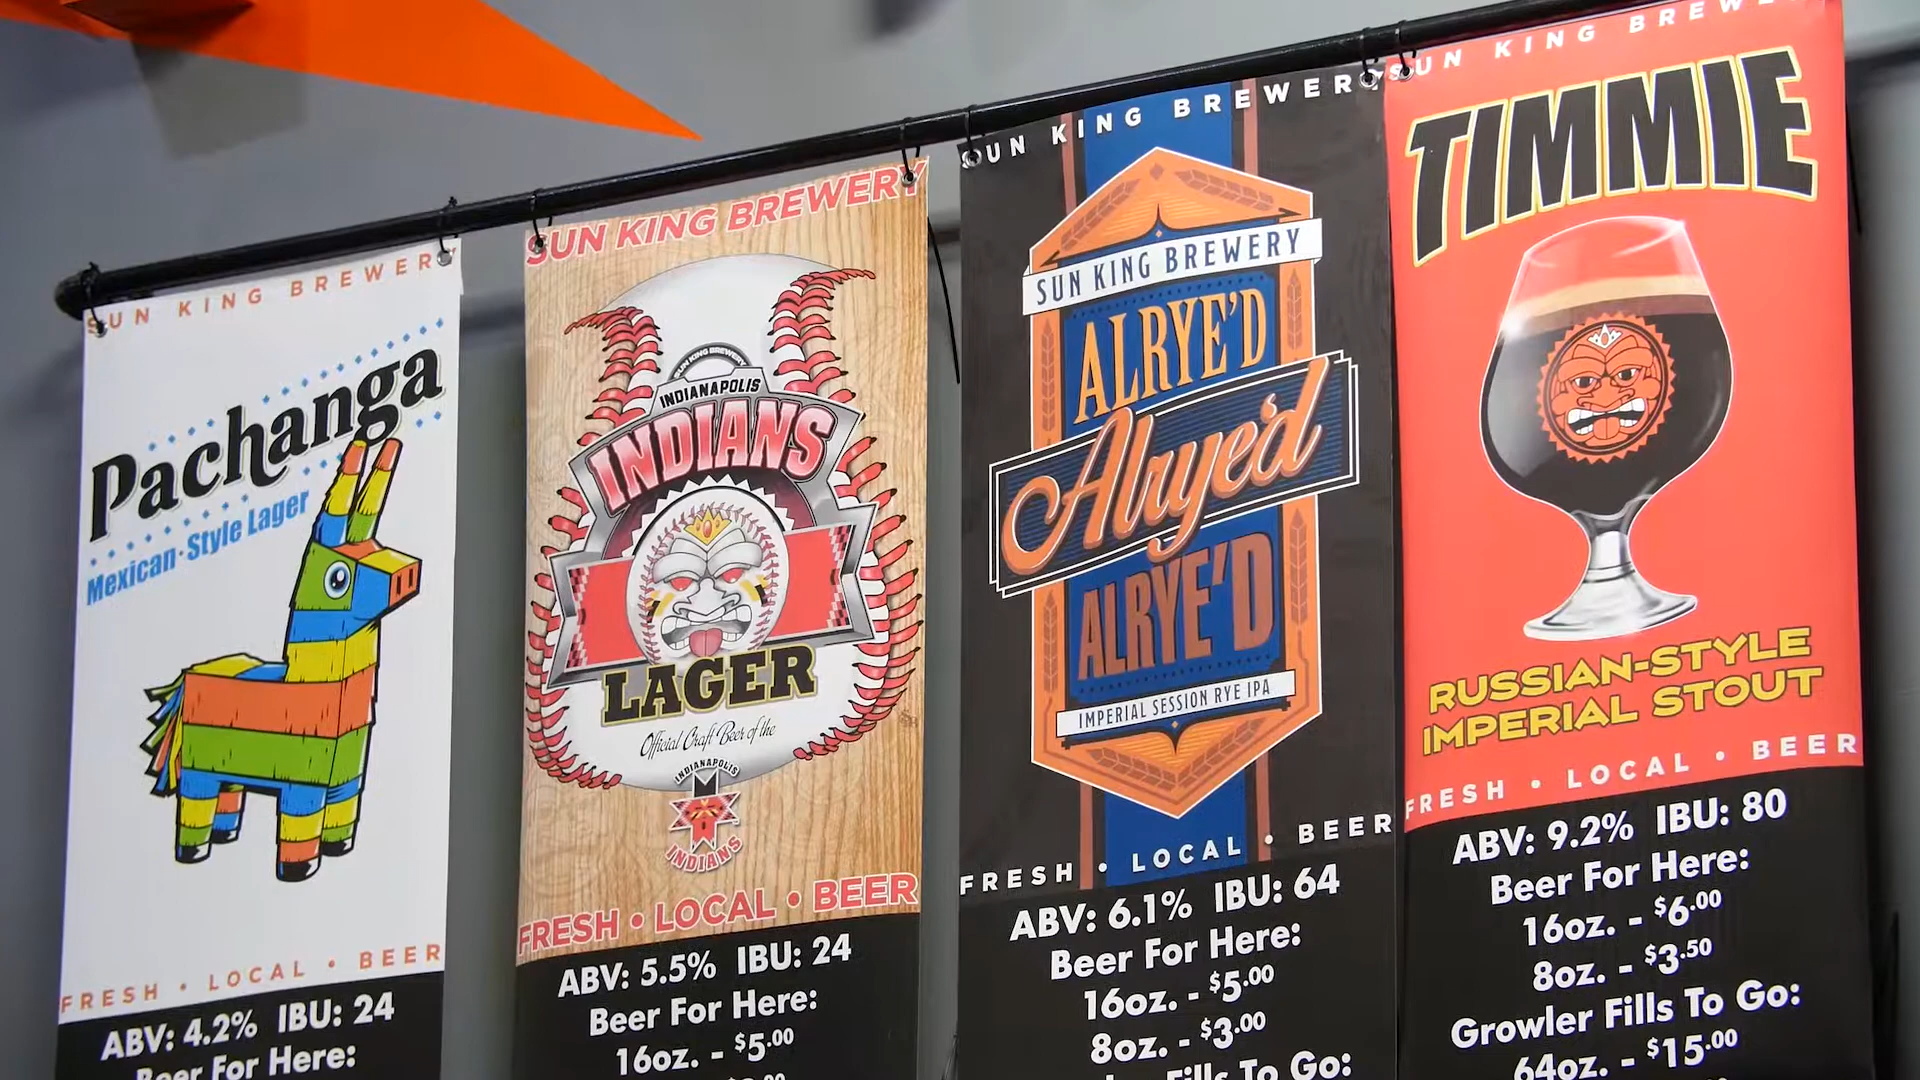 SUN KING BREWERY
Pachanga
Mexican-Style Lager
FRESH • LOCAL • BEER
ABV: 4.2% IBU: 24
Beer For Here:
SUN KING BREWERY
SUN KING BREWERY
INDIANAPOLIS
INDIANS
LAGER
Official Craft Beer of the
INDIANAPOLIS
INDIANS
FRESH • LOCAL • BEER
ABV: 5.5% IBU: 24
Beer For Here:
16oz. - $5.00
SUN KING BREWERY
SUN KING BREWERY
ALRYE'D
Alrye'd
ALRYE'D
IMPERIAL SESSION RYE IPA
FRESH • LOCAL • BEER
ABV: 6.1% IBU: 64
Beer For Here:
16oz. - $5.00
8oz. - $3.00
Fills To Go:
SUN KING BREWE
TIMMIE
RUSSIAN-STYLE
IMPERIAL STOUT
FRESH • LOCAL • BEER
ABV: 9.2% IBU: 80
Beer For Here:
16oz. - $6.00
8oz. - $3.50
Growler Fills To Go:
64oz. - $15.00